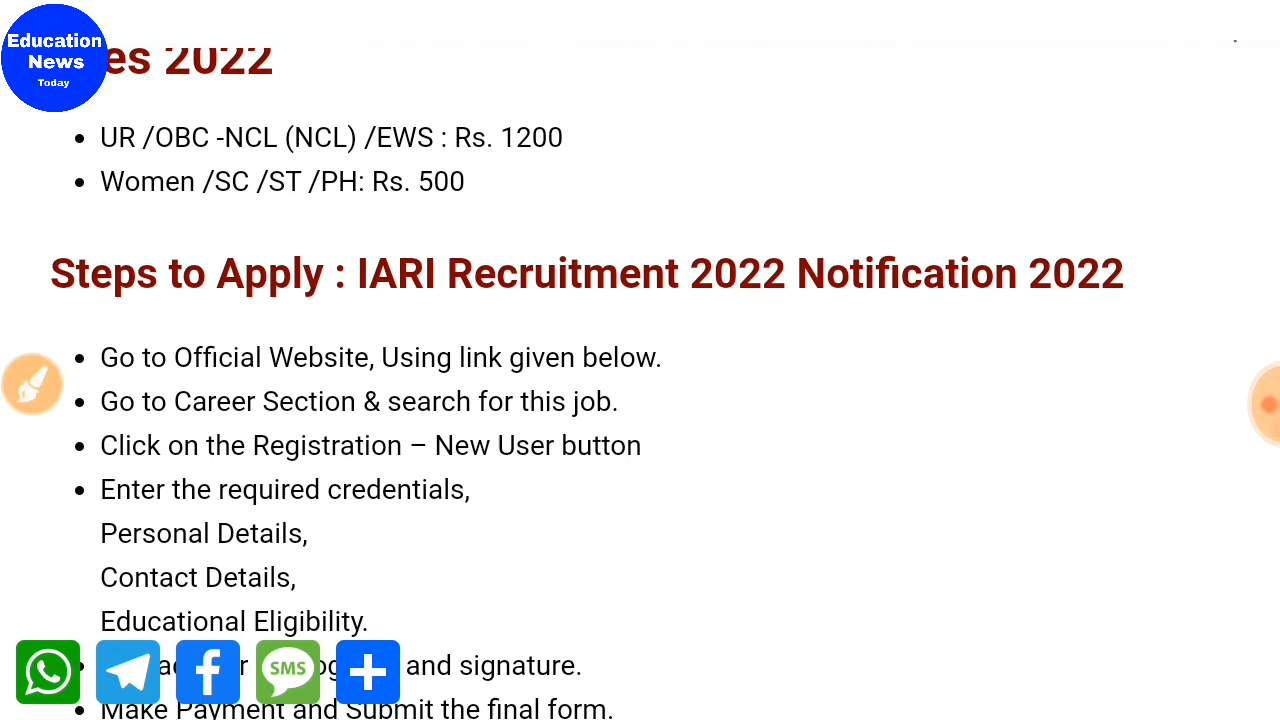 Education
News
Today
es 2022
UR /OBC -NCL (NCL) /EWS : Rs. 1200
Women /SC /ST /PH: Rs. 500
Steps to Apply : IARI Recruitment 2022 Notification 2022
Go to Official Website, Using link given below.
Go to Career Section & search for this job.
Click on the Registration – New User button
Enter the required credentials,
Personal Details,
Contact Details,
Educational Eligibility.
and signature.
SMS
Make Payment and Submit the final form.